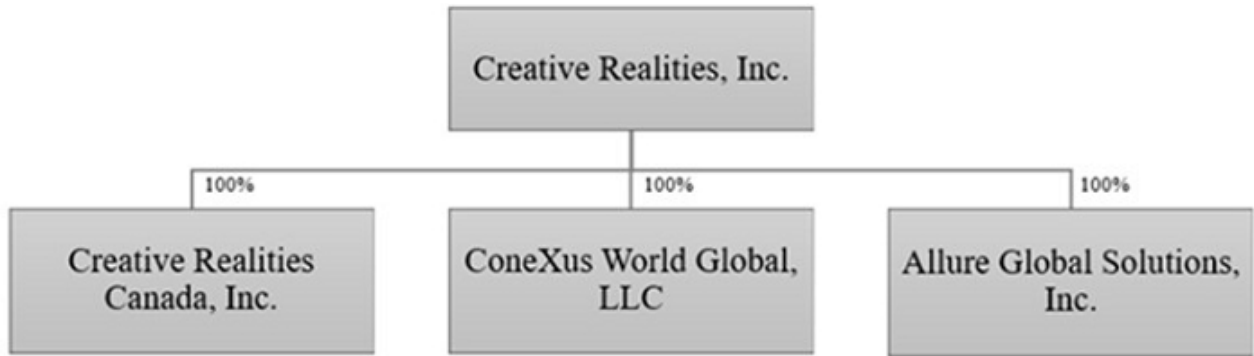 Creative Realities, Inc.
100%
100%
100%
Creative Realities
Canada, Inc.
ConeXus World Global,
LLC
Allure Global Solutions,
Inc.